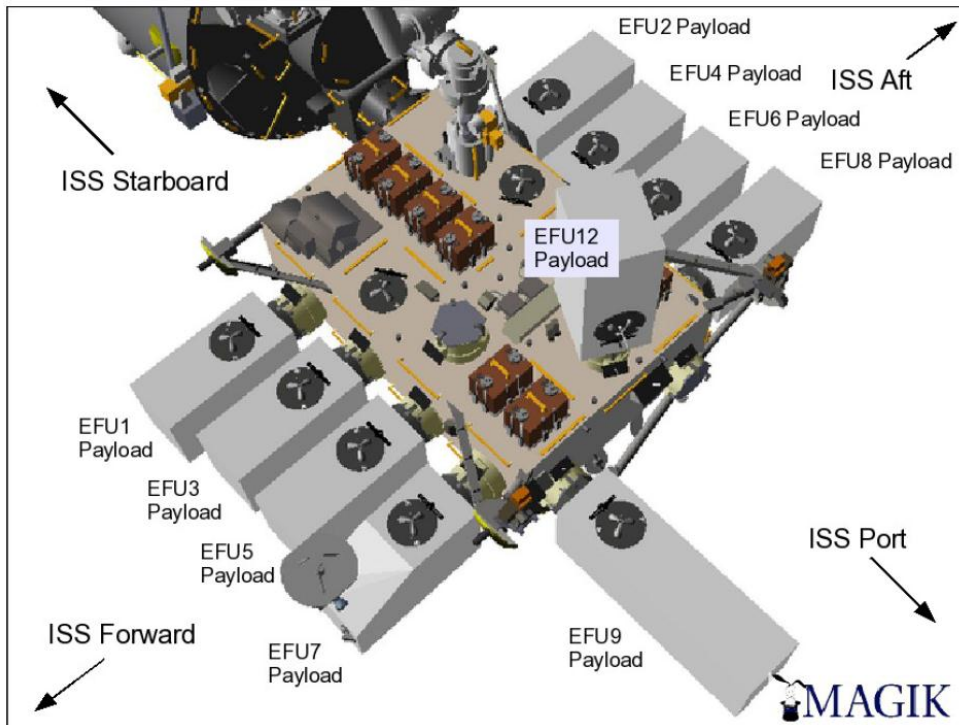 EFU2 Payload
EFU4 Payload
ISS Aft
EFU6 Payload
EFU8 Payload
ISS Starboard
EFU12
Payload
EFU1
Payload
EFU3
Payload
EFU5
Payload
ISS Port
ISS Forward
EFU7
Payload
EFU9
Payload
MAGIK